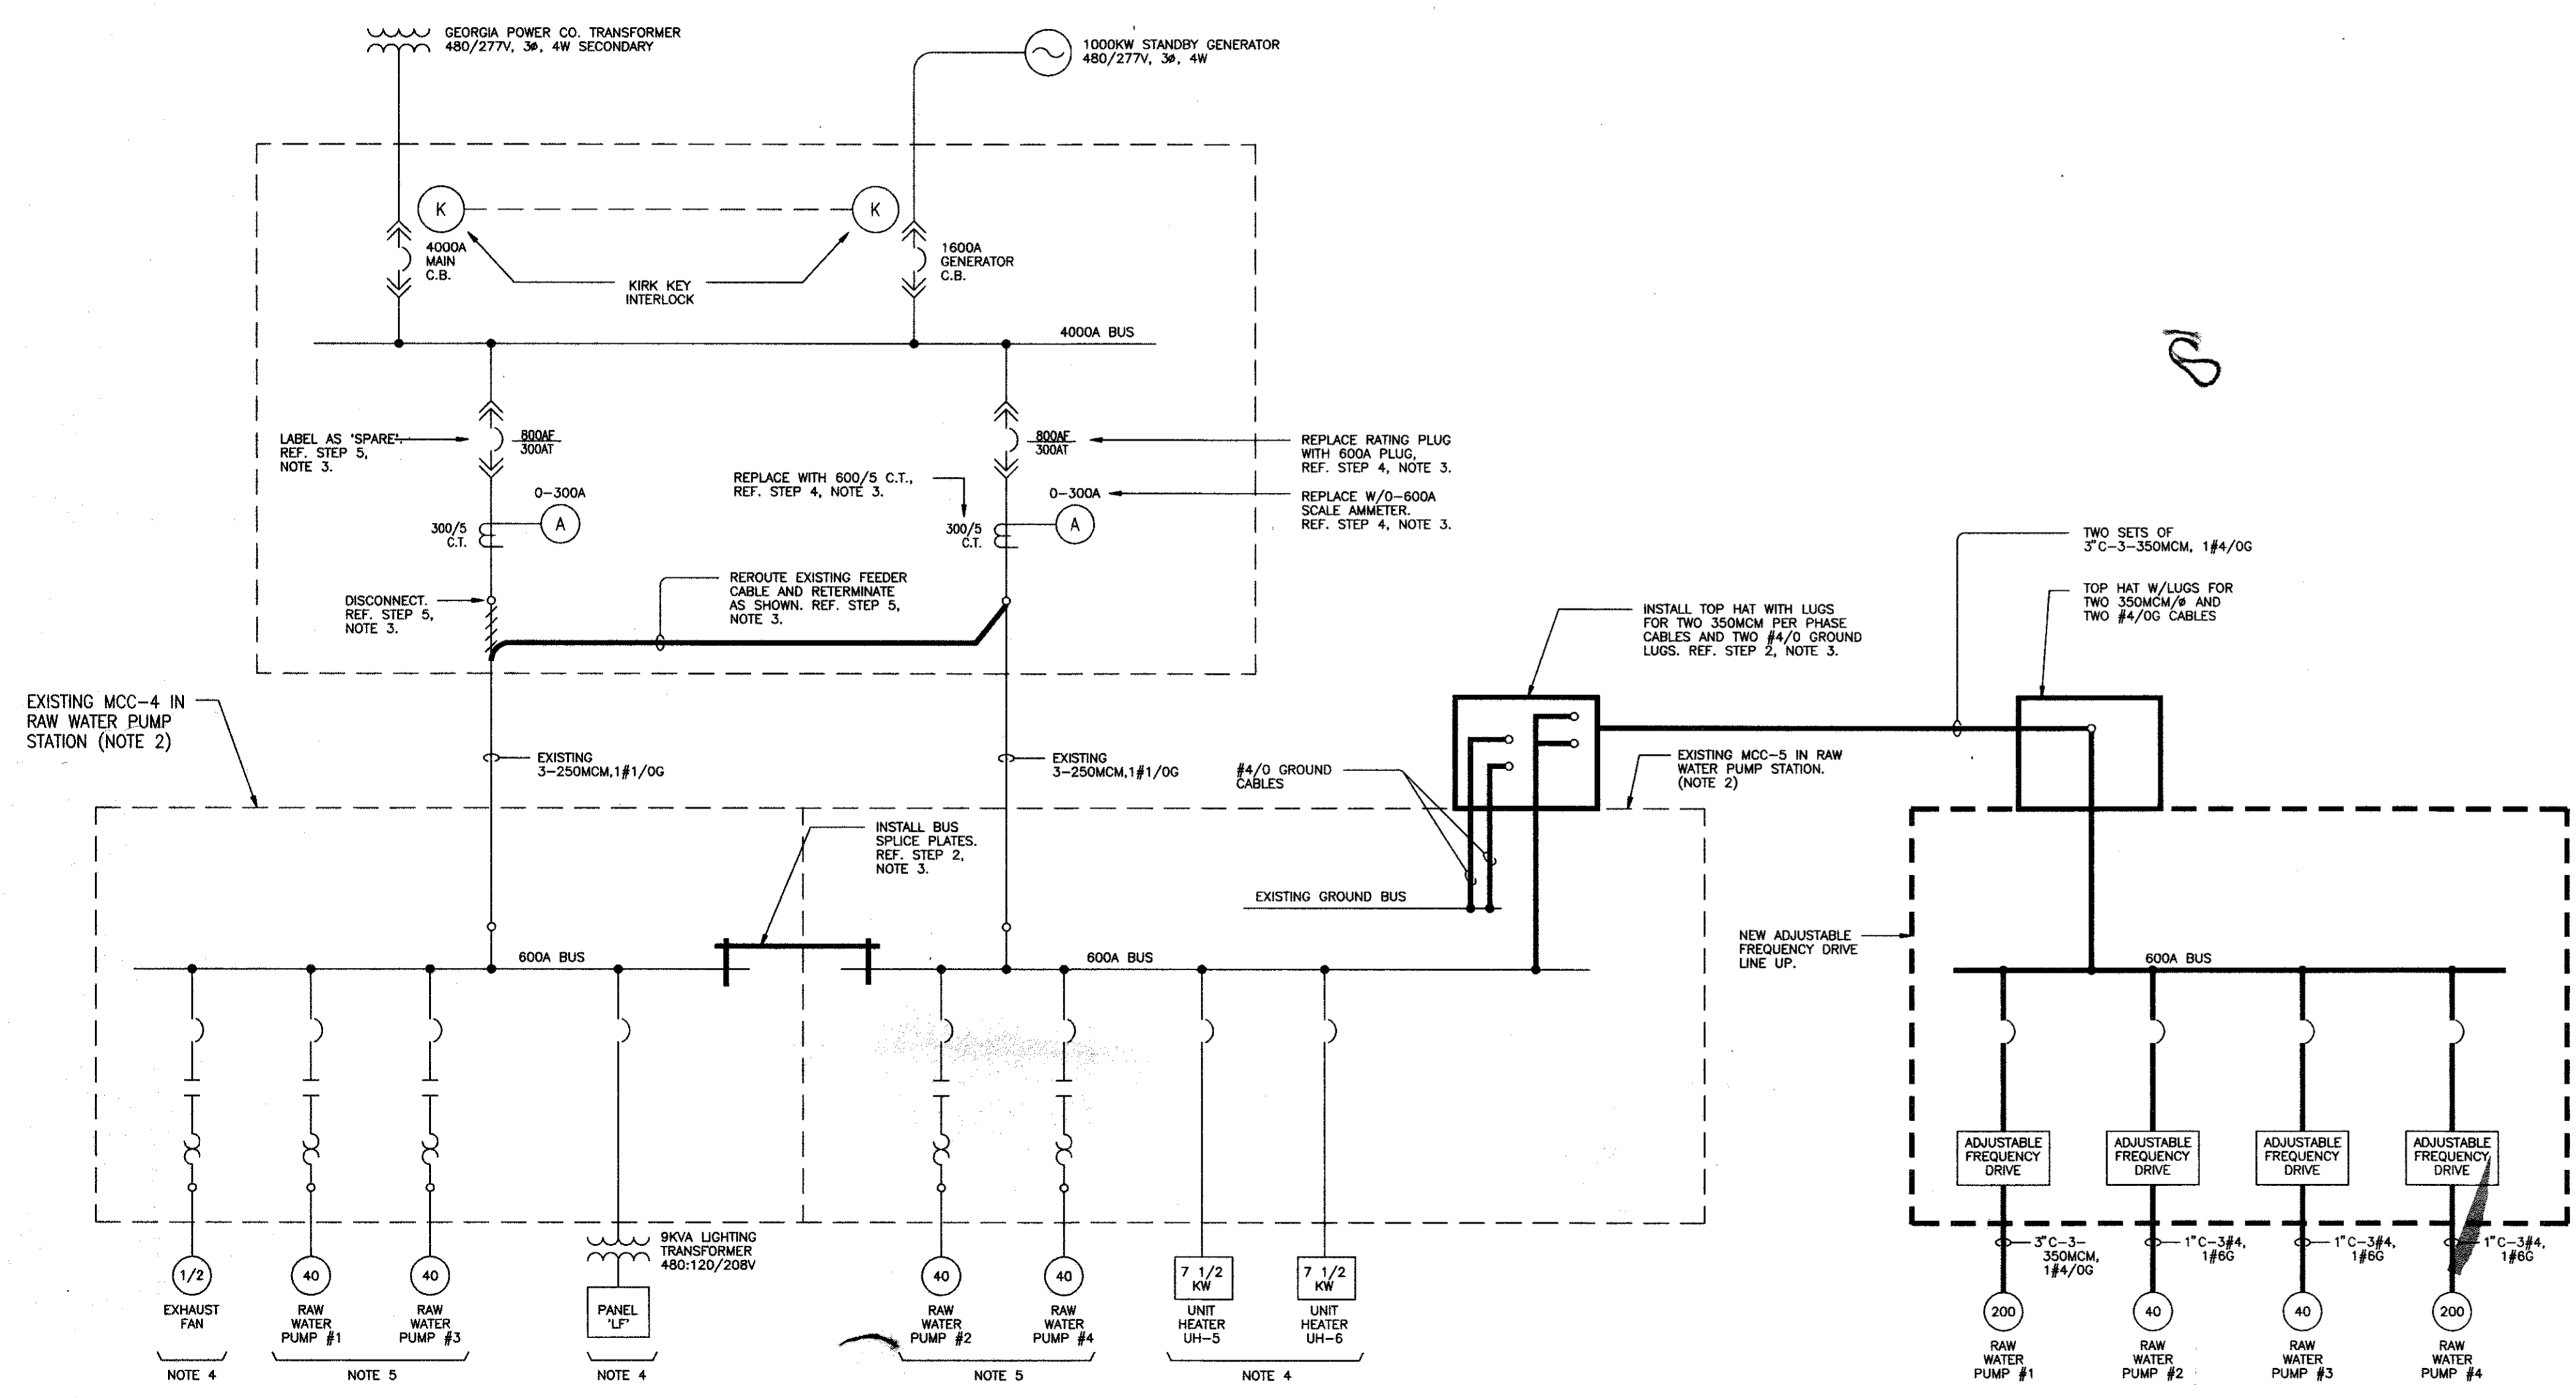 GEORGIA POWER CO. TRANSFORMER
480/277V, 3ø, 4W SECONDARY
1000KW STANDBY GENERATOR
480/277V, 3ø, 4W
K
K
4000A
MAIN
C.B.
1600A
GENERATOR
C.B.
KIRK KEY
INTERLOCK
4000A BUS
LABEL AS 'SPARE'.
REF. STEP 5,
NOTE 3.
800AF
300AT
800AF
300AT
REPLACE RATING PLUG
WITH 600A PLUG,
REF. STEP 4, NOTE 3.
REPLACE WITH 600/5 C.T.,
REF. STEP 4, NOTE 3.
0-300A
A
300/5
C.T.
0-300A
A
300/5
C.T.
REPLACE W/0-600A
SCALE AMMETER.
REF. STEP 4, NOTE 3.
DISCONNECT.
REF. STEP 5,
NOTE 3.
REROUTE EXISTING FEEDER
CABLE AND RETERMINATE
AS SHOWN. REF. STEP 5,
NOTE 3.
INSTALL TOP HAT WITH LUGS
FOR TWO 350MCM PER PHASE
CABLES AND TWO #4/0 GROUND
LUGS. REF. STEP 2, NOTE 3.
TWO SETS OF
3"C-3-350MCM, 1#4/0G
TOP HAT W/LUGS FOR
TWO 350MCM/ø AND
TWO #4/0G CABLES
EXISTING MCC-4 IN
RAW WATER PUMP
STATION (NOTE 2)
EXISTING
3-250MCM,1#1/0G
EXISTING
3-250MCM,1#1/0G
#4/0 GROUND
CABLES
EXISTING MCC-5 IN RAW
WATER PUMP STATION.
(NOTE 2)
INSTALL BUS
SPLICE PLATES.
REF. STEP 2,
NOTE 3.
EXISTING GROUND BUS
NEW ADJUSTABLE
FREQUENCY DRIVE
LINE UP.
600A BUS
600A BUS
600A BUS
ADJUSTABLE
FREQUENCY
DRIVE
ADJUSTABLE
FREQUENCY
DRIVE
ADJUSTABLE
FREQUENCY
DRIVE
ADJUSTABLE
FREQUENCY
DRIVE
3"C-3-
350MCM,
1#4/0G
1"C-3#4,
1#6G
1"C-3#4,
1#6G
1"C-3#4,
1#6G
9KVA LIGHTING
TRANSFORMER
480:120/208V
1/2
EXHAUST
FAN
40
RAW
WATER
PUMP #1
40
RAW
WATER
PUMP #3
PANEL
'LF'
40
RAW
WATER
PUMP #2
40
RAW
WATER
PUMP #4
7 1/2
KW
UNIT
HEATER
UH-5
7 1/2
KW
UNIT
HEATER
UH-6
200
RAW
WATER
PUMP #1
40
RAW
WATER
PUMP #2
40
RAW
WATER
PUMP #3
200
RAW
WATER
PUMP #4
NOTE 4
NOTE 5
NOTE 4
NOTE 5
NOTE 4